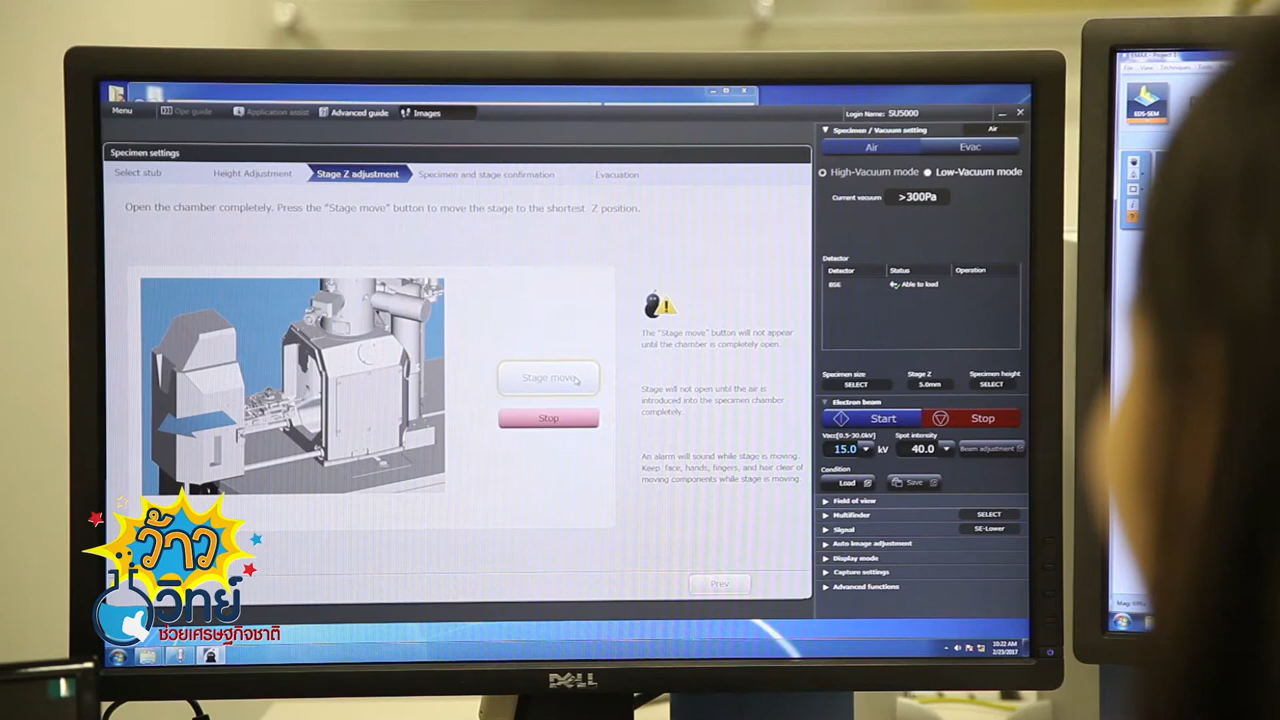 Menu
Ope guide
Application assist
Advanced guide
Images
Login Name: SU5000
Specimen settings
Select stub
Height Adjustment
Stage Z adjustment
Specimen and stage confirmation
Evacuation
Open the chamber completely. Press the "Stage move" button to move the stage to the shortest Z position.
The "Stage move" button will not appear
until the chamber is completely open.
Stage will not open until the air is
introduced into the specimen chamber
completely.
An alarm will sound while stage is moving.
Keep face, hands, fingers, and hair clear of
moving components while stage is moving.
Stage move
Stop
Prev
Specimen / Vacuum setting
Air
Air
Evac
High-Vacuum mode
Low-Vacuum mode
Current vacuum
>300Pa
Detector
Detector
Status
Operation
BSE
Able to load
Specimen size
Stage Z
Specimen height
SELECT
5.0mm
SELECT
Electron beam
Start
Stop
Vacc[0.5-30.0kV]
Spot intensity
15.0
kV
40.0
Beam adjustment
Condition
Load
Save
Field of view
Multifinder
SELECT
Signal
SE-Lower
Auto image adjustment
Display mode
Capture settings
Advanced functions
10:22 AM
2/23/2017
DELL
EDS-SEM
ว้าว
วิทย์
ช่วยเศรษฐกิจชาติ